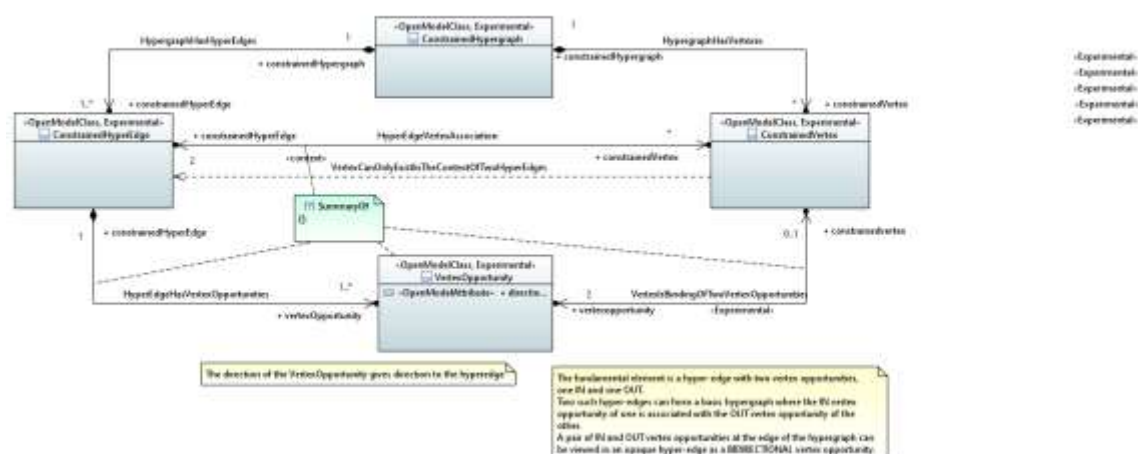 «OpenModelClass, Experimental»
ConstrainedHypergraph
1
1
HypergraphHasHyperEdges
HypergraphHasVertices
+ constrainedHypergraph
+ constrainedHypergraph
1..*
+ constrainedHyperEdge
*
+ constrainedVertex
«Experimental»
«Experimental»
«Experimental»
«Experimental»
«Experimental»
«OpenModelClass, Experimental»
ConstrainedHyperEdge
«OpenModelClass, Experimental»
ConstrainedVertex
+ constrainedHyperEdge
HyperEdgeVertexAssociation
*
2
«context»
+ constrainedVertex
VertexCanOnlyExistInTheContextOfTwoHyperEdges
SummaryOf
{}
1
+ constrainedHyperEdge
0..1
+ constrainedvertex
«OpenModelClass, Experimental»
VertexOpportunity
«OpenModelAttribute» + directio...
HyperEdgeHasVertexOpportunities
1..*
+ vertexOpportunity
2
VertexIsBindingOfTwoVertexOpportunities
+ vertexopportunity
«Experimental»
The direction of the VertexOpportunity gives direction to the hyperedge
The fundamental element is a hyper-edge with two vertex opportunities,
one IN and one OUT.
Two such hyper-edges can form a basic hypergraph where the IN vertex
opportunity of one is associated with the OUT vertex opportunity of the
other.
A pair of IN and OUT vertex opportunities at the edge of the hypergraph can
be viewed in an opaque hyper-edge as a BIDIRECTIONAL vertex opportunity.